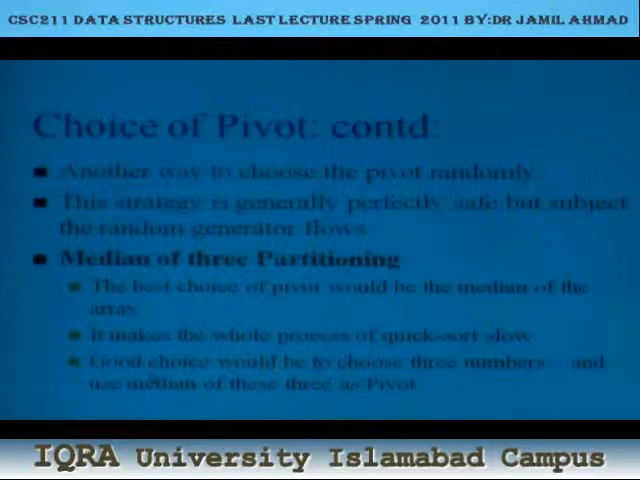 CSC211 DATA STRUCTURES LAST LECTURE SPRING 2011 BY:DR JAMIL AHMAD
Choice of Pivot: contd:
Another way to choose the pivot randomly.
This strategy is generally perfectly safe but subject
the random generator flows
Median of three Partitioning
The best choice of pivot would be the median of the
array
It makes the whole process of quick-sort slow
Good choice would be to choose three numbers and
use median of these three as Pivot
IQRA University Islamabad Campus